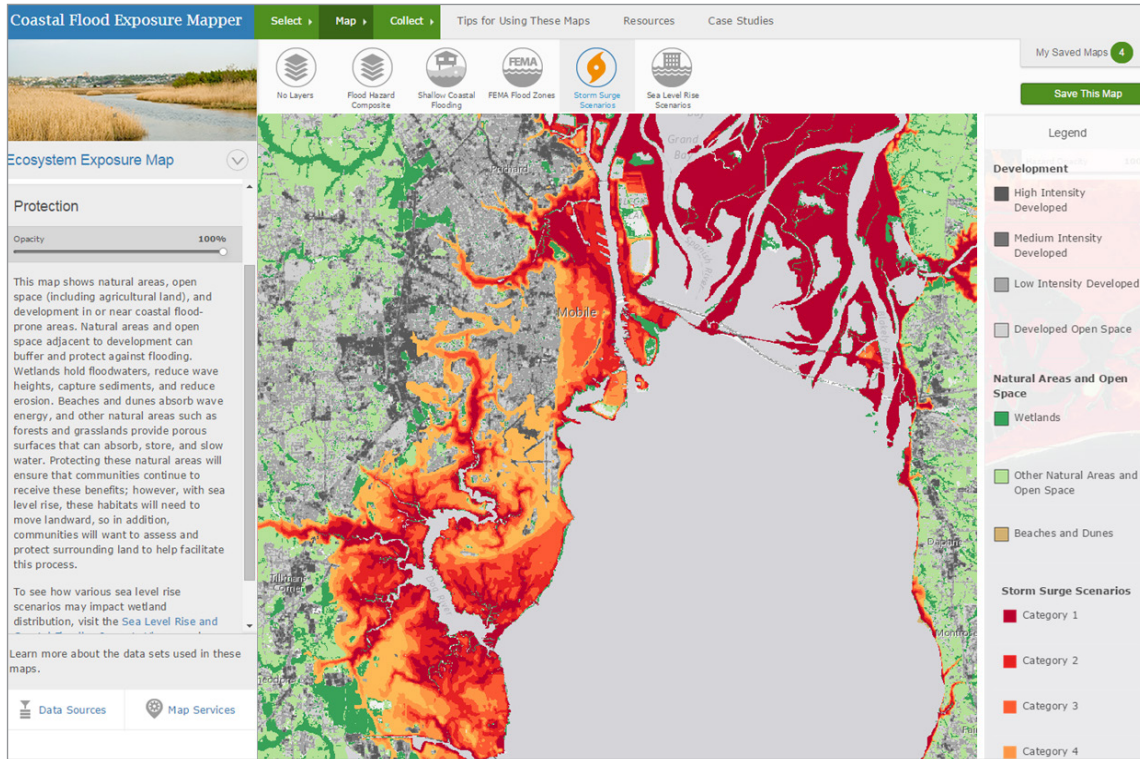 Coastal Flood Exposure Mapper
Select
Map
Collect
Tips for Using These Maps
Resources
Case Studies
My Saved Maps 4
Save This Map
No Layers
Flood Hazard
Composite
Shallow Coastal
Flooding
FEMA
FEMA Flood Zones
Storm Surge
Scenarios
Sea Level Rise
Scenarios
Ecosystem Exposure Map
Protection
Opacity 100%
This map shows natural areas, open
space (including agricultural land), and
development in or near coastal flood-
prone areas. Natural areas and open
space adjacent to development can
buffer and protect against flooding.
Wetlands hold floodwaters, reduce wave
heights, capture sediments, and reduce
erosion. Beaches and dunes absorb wave
energy, and other natural areas such as
forests and grasslands provide porous
surfaces that can absorb, store, and slow
water. Protecting these natural areas will
ensure that communities continue to
receive these benefits; however, with sea
level rise, these habitats will need to
move landward, so in addition,
communities will want to assess and
protect surrounding land to help facilitate
this process.
To see how various sea level rise
scenarios may impact wetland
distribution, visit the Sea Level Rise and
Learn more about the data sets used in these
maps.
Data Sources
Map Services
Prichard
Grand
Bay
Spanish River
Mobile
Dog River
Legend
Development
High Intensity
Developed
Medium Intensity
Developed
Low Intensity Developed
Developed Open Space
Natural Areas and Open
Space
Wetlands
Other Natural Areas and
Open Space
Beaches and Dunes
Storm Surge Scenarios
Category 1
Category 2
Category 3
Category 4